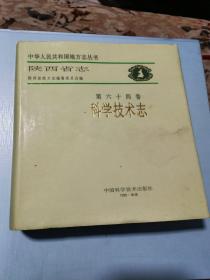 中华人民共和国地方志丛书
陕西省志
陕西省地方志编纂委员会编
第六十四卷
科学技术志
中国科学技术出版社